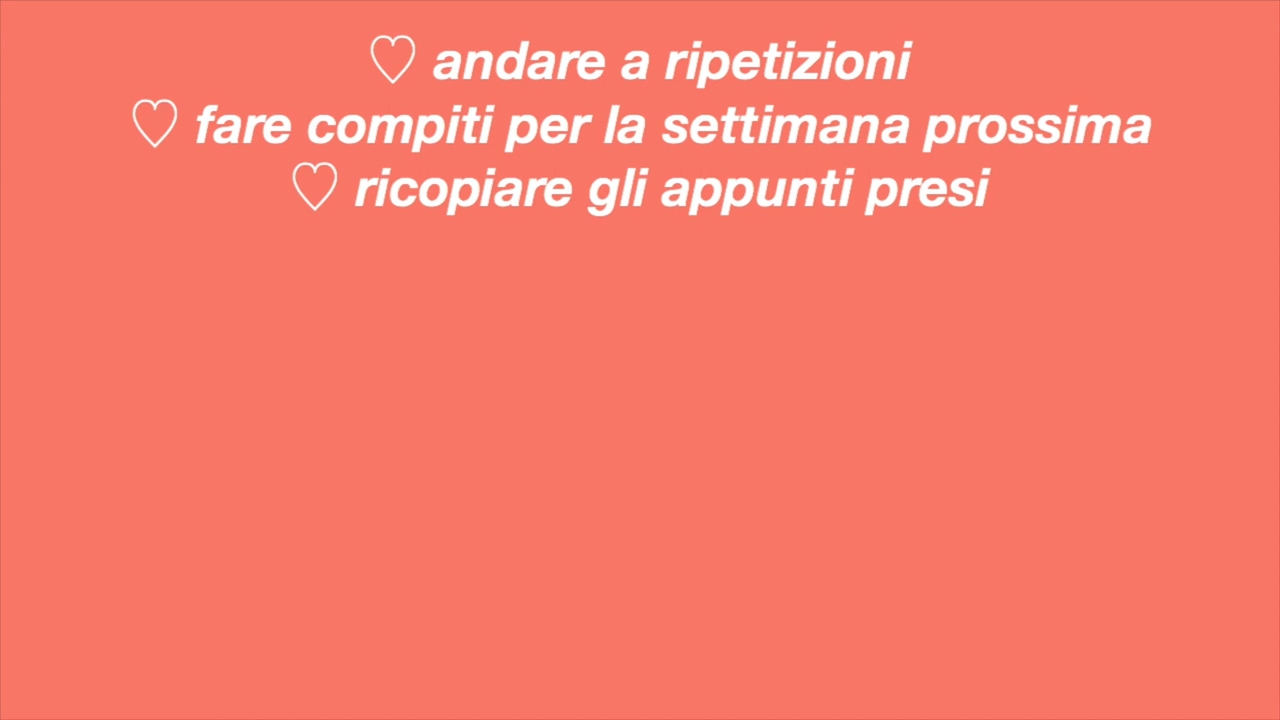 ♡ andare a ripetizioni
♡ fare compiti per la settimana prossima
♡ ricopiare gli appunti presi